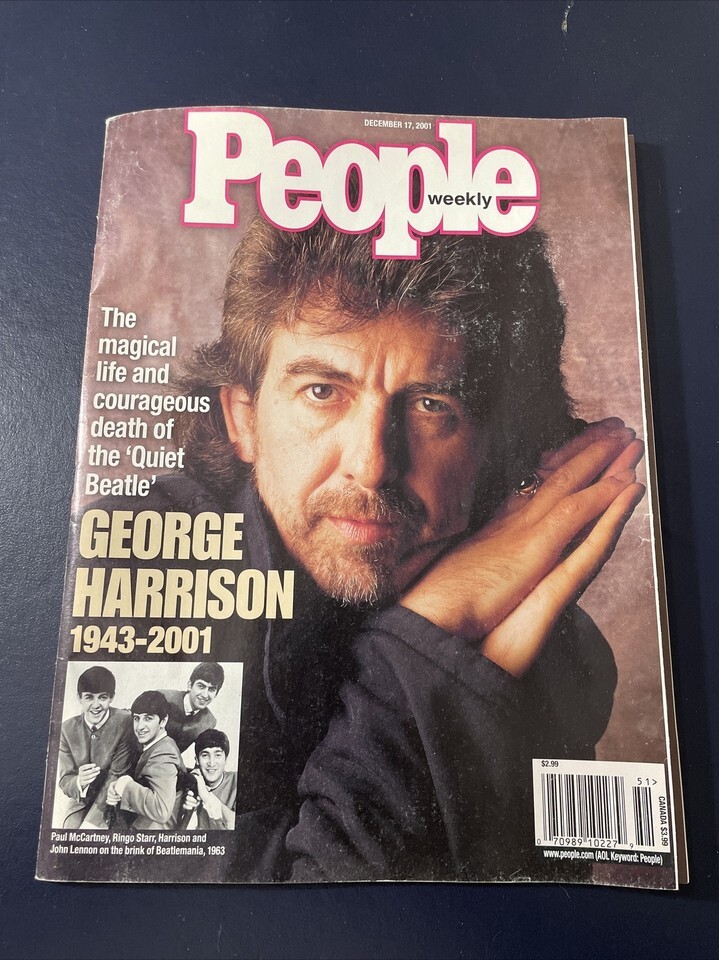 DECEMBER 17, 2001
People
weekly
The
magical
life and
courageous
death of
the 'Quiet
Beatle'
GEORGE
HARRISON
1943-2001
Paul McCartney, Ringo Starr, Harrison and
John Lennon on the brink of Beatlemania, 1963
$2.99
51>
CANADA $3.99
0 70989 10227 9
www.people.com (AOL Keyword: People)